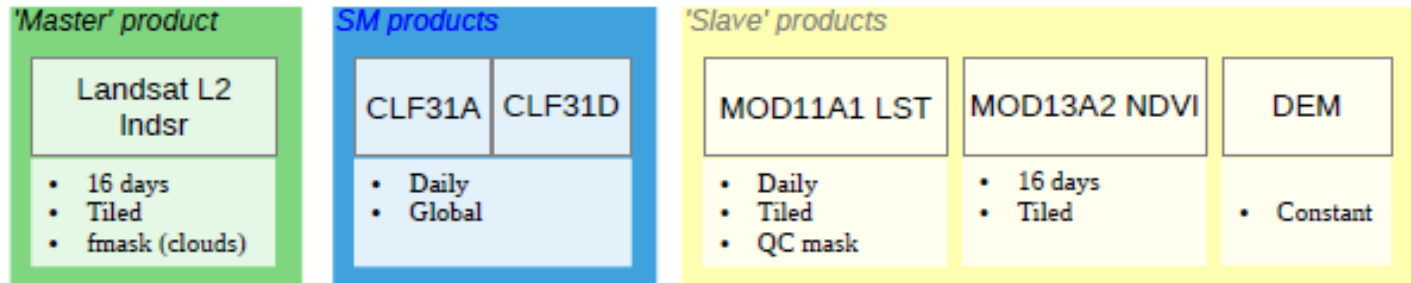 'Master' product
Landsat L2
lndsr
• 16 days
• Tiled
• fmask (clouds)
SM products
CLF31A CLF31D
• Daily
• Global
'Slave' products
MOD11A1 LST
• Daily
• Tiled
• QC mask
MOD13A2 NDVI
• 16 days
• Tiled
DEM
• Constant